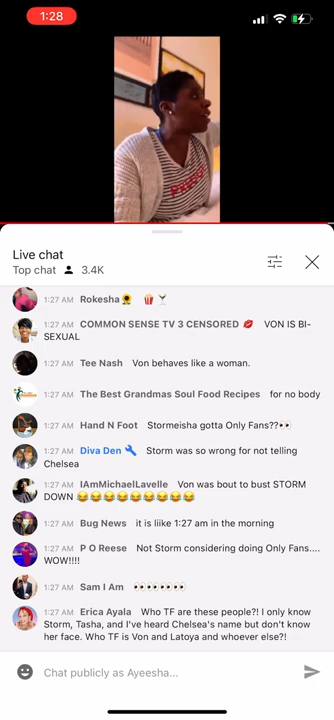 1:28
Live chat
Top chat 3.4K
1:27 AM Rokesha🌻 🍿🍸
1:27 AM COMMON SENSE TV 3 CENSORED 💋 VON IS BI-
SEXUAL
1:27 AM Tee Nash Von behaves like a woman.
1:27 AM The Best Grandmas Soul Food Recipes for no body
1:27 AM Hand N Foot Stormeisha gotta Only Fans??👀
1:27 AM Diva Den 🔧 Storm was so wrong for not telling
Chelsea
1:27 AM IAmMichaelLavelle Von was bout to bust STORM
DOWN 😂😂😂😂😂😂😂😂😂
1:27 AM Bug News it is liike 1:27 am in the morning
1:27 AM P O Reese Not Storm considering doing Only Fans....
WOW!!!!
1:27 AM Sam I Am 👀👀👀👀
1:27 AM Erica Ayala Who TF are these people?! I only know
Storm, Tasha, and I've heard Chelsea's name but don't know
her face. Who TF is Von and Latoya and whoever else?!
Chat publicly as Ayeesha...